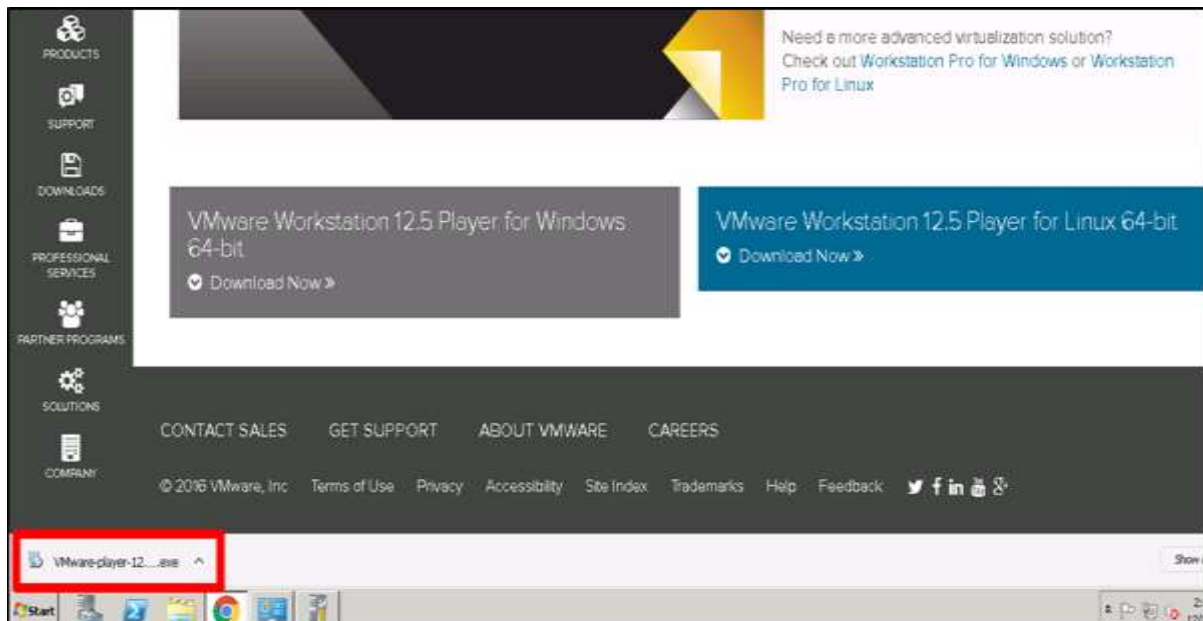 PRODUCTS
SUPPORT
DOWNLOADS
PROFESSIONAL
SERVICES
PARTNER PROGRAMS
SOLUTIONS
COMPANY
Need a more advanced virtualization solution?
Check out Workstation Pro for Windows or Workstation
Pro for Linux
VMware Workstation 12.5 Player for Windows
64-bit
Download Now »
VMware Workstation 12.5 Player for Linux 64-bit
Download Now »
CONTACT SALES GET SUPPORT ABOUT VMWARE CAREERS
© 2016 VMware, Inc Terms of Use Privacy Accessibility Site Index Trademarks Help Feedback
VMware-player-12....exe
Show
Start